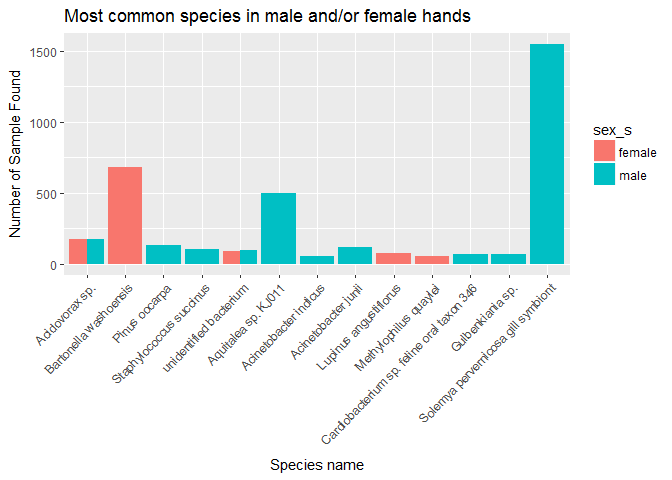 Most common species in male and/or female hands
Number of Sample Found
1500
1000
500
0
sex_s
female
male
Acidovorax sp.
Bartonella washoensis
Pinus oocarpa
Staphylococcus succinus
unidentified bacterium
Aquitalea sp. KJ011
Acinetobacter indicus
Acinetobacter junii
Lupinus angustifolius
Methylophilus quaylei
Cardiobacterium sp. feline oral taxon 346
Gulbenkiania sp.
Solemya pervernicosa gill symbiont
Species name